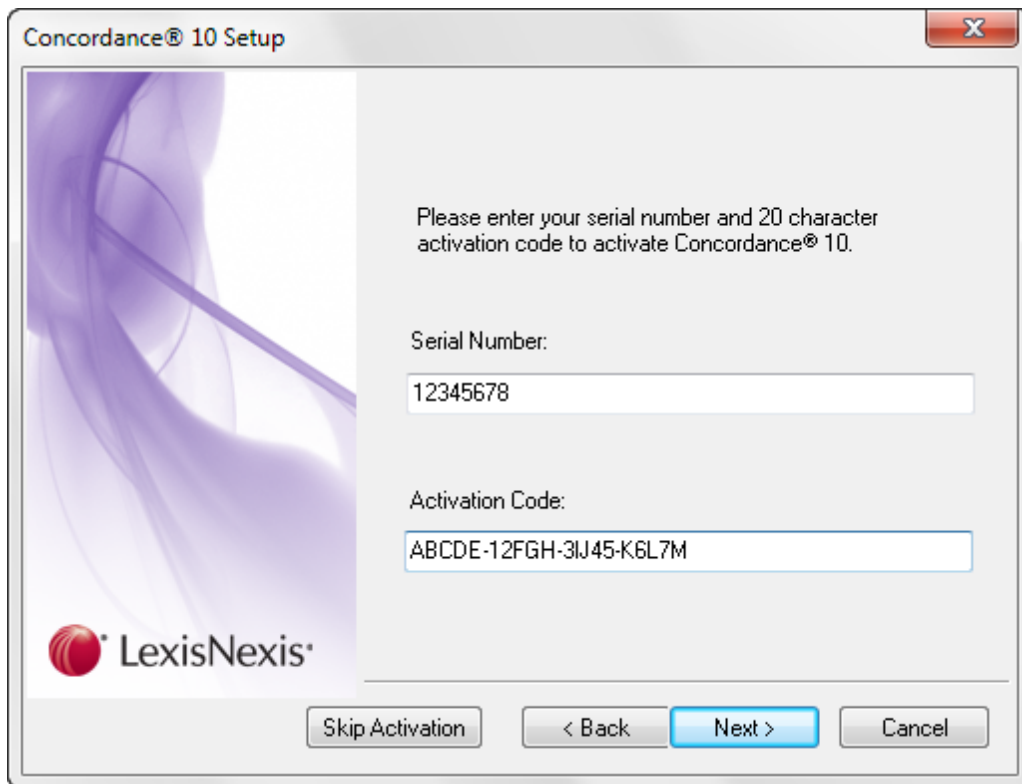 Concordance® 10 Setup
Please enter your serial number and 20 character
activation code to activate Concordance® 10.
Serial Number:
12345678
Activation Code:
ABCDE-12FGH-3IJ45-K6L7M
LexisNexis·
Skip Activation
< Back
Next >
Cancel